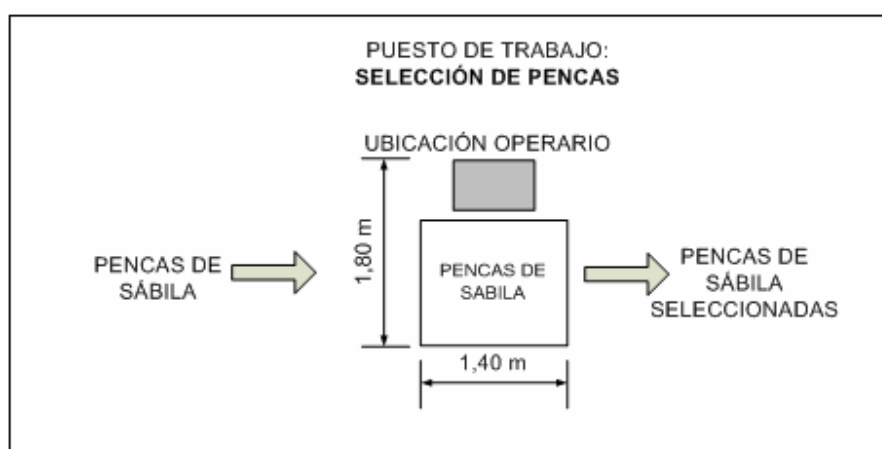 PUESTO DE TRABAJO:
SELECCIÓN DE PENCAS
UBICACIÓN OPERARIO
1,80 m
PENCAS DE
SÁBILA
PENCAS DE
SABILA
PENCAS DE
SÁBILA
SELECCIONADAS
1,40 m